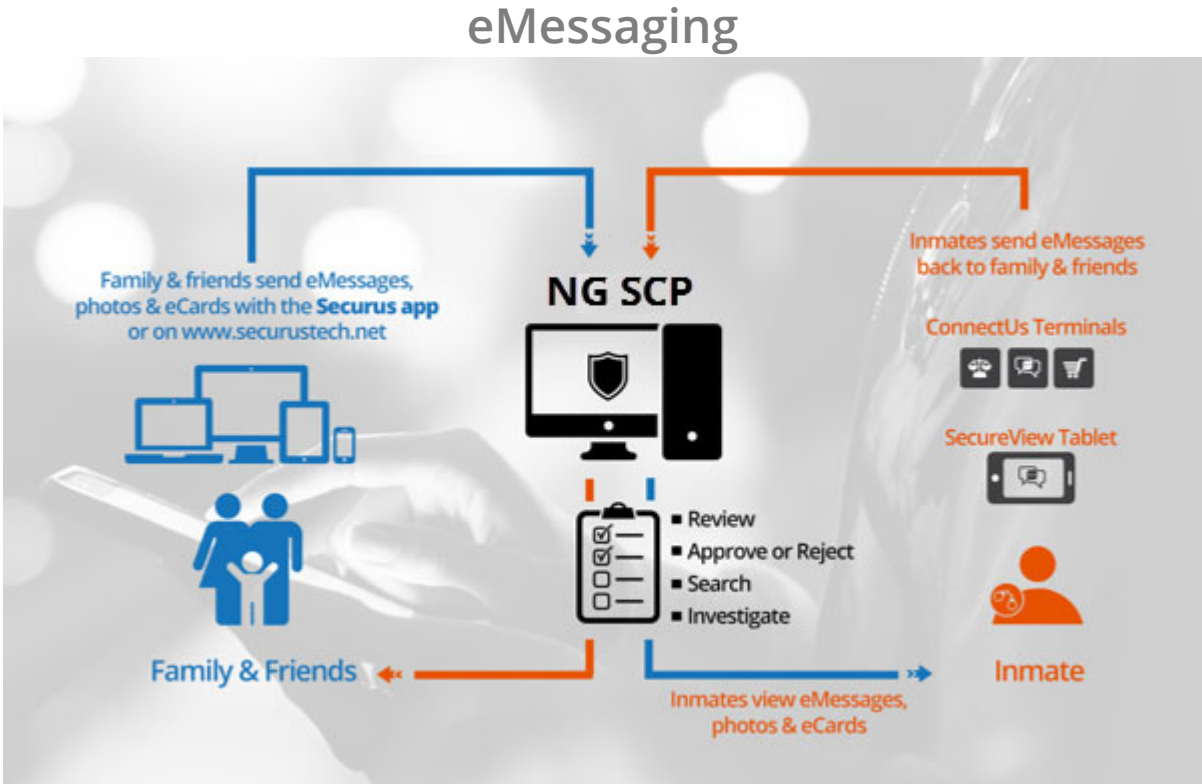 eMessaging
Family & friends send eMessages,
photos & eCards with the Securus app
or on www.securustech.net
NG SCP
Inmates send eMessages
back to family & friends
ConnectUs Terminals
SecureView Tablet
Review
Approve or Reject
Search
Investigate
Family & Friends
Inmate
Inmates view eMessages,
photos & eCards